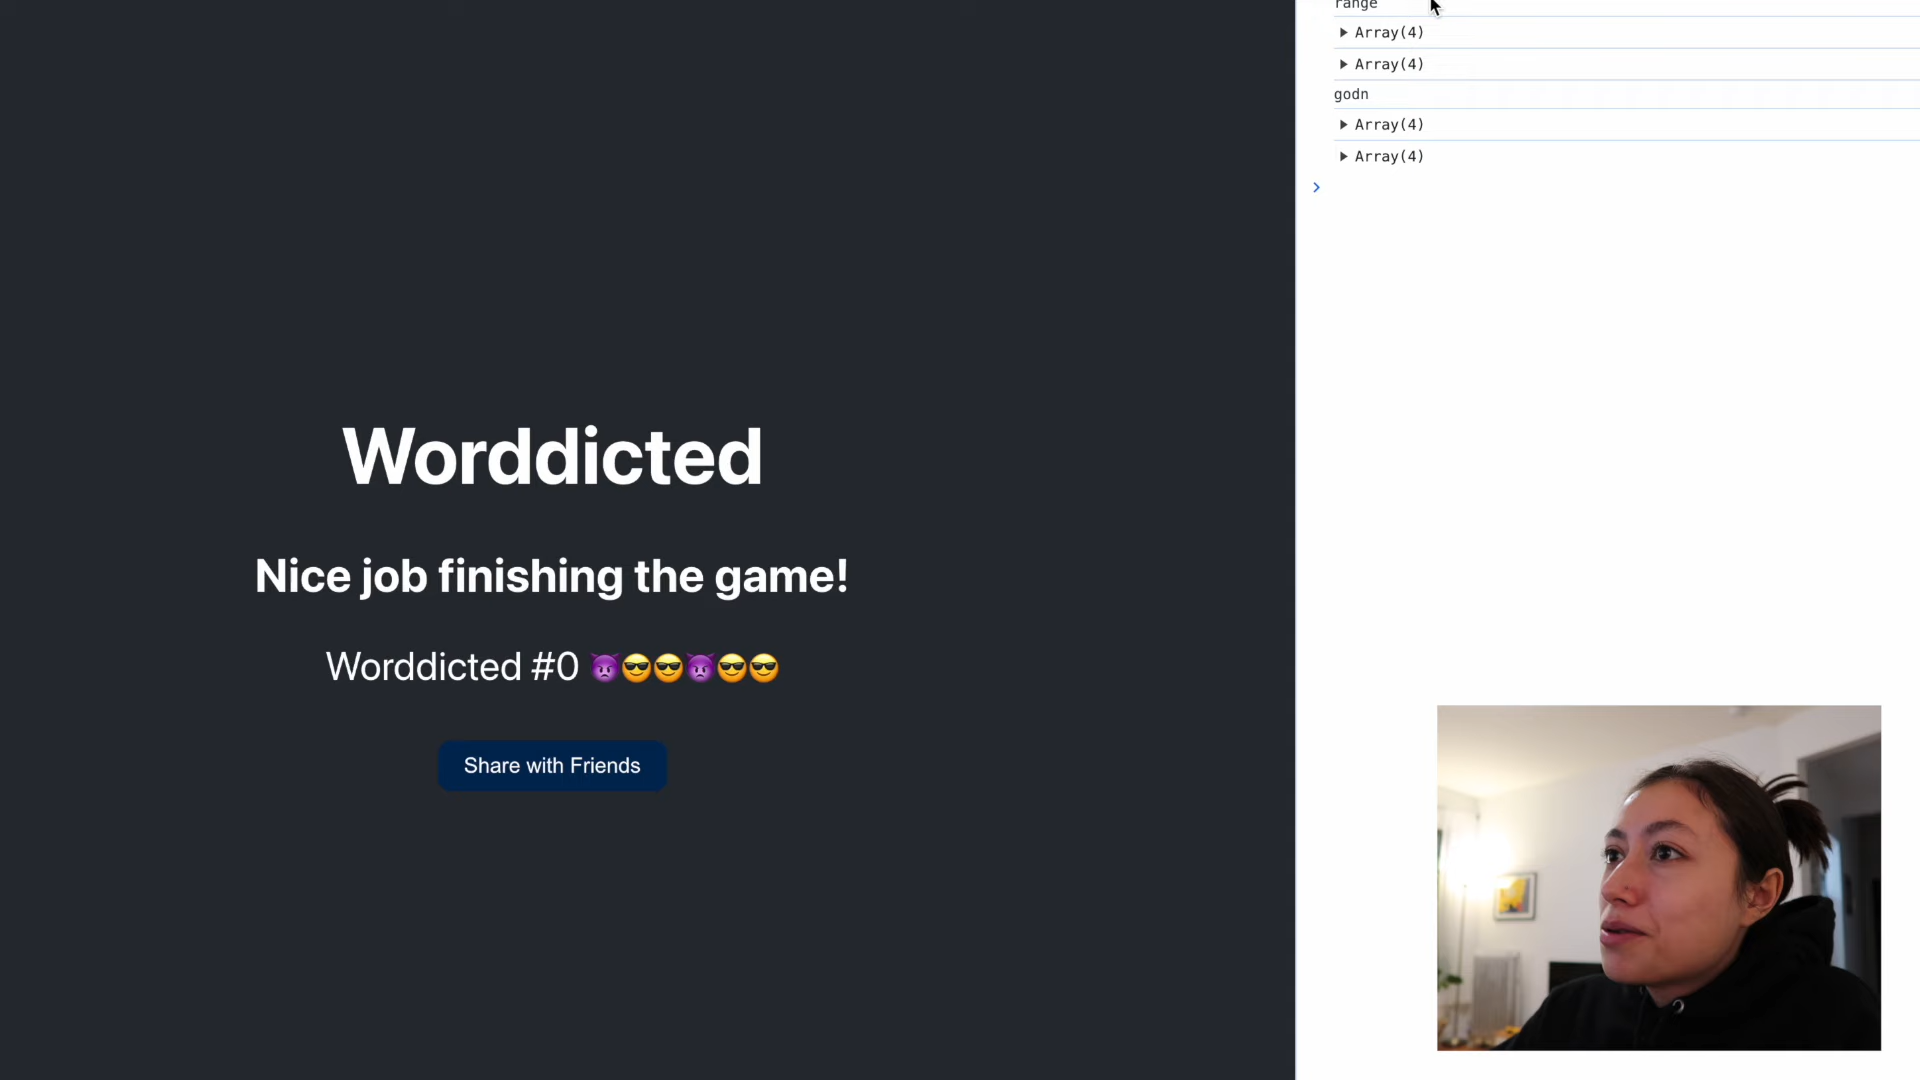 Worddicted
Nice job finishing the game!
Worddicted #0 👿😎😎👿😎😎
Share with Friends
range
▶ Array(4)
▶ Array(4)
godn
▶ Array(4)
▶ Array(4)